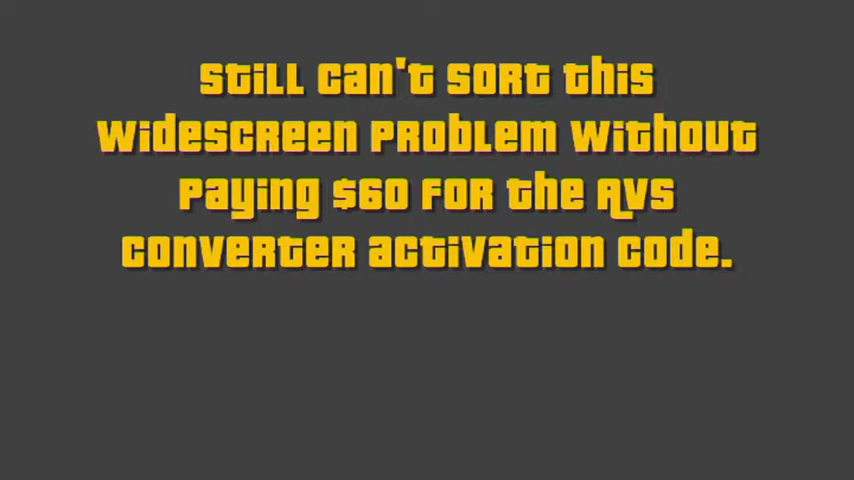 Still can't sort this
widescreen problem without
paying $60 for the AVS
converter activation code.